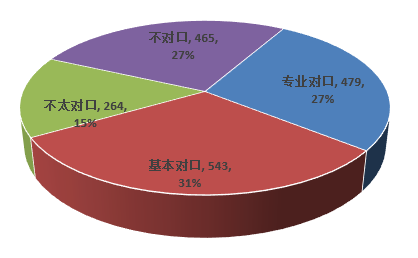 不对口, 465,
27%
专业对口, 479,
27%
不太对口, 264,
15%
基本对口, 543,
31%